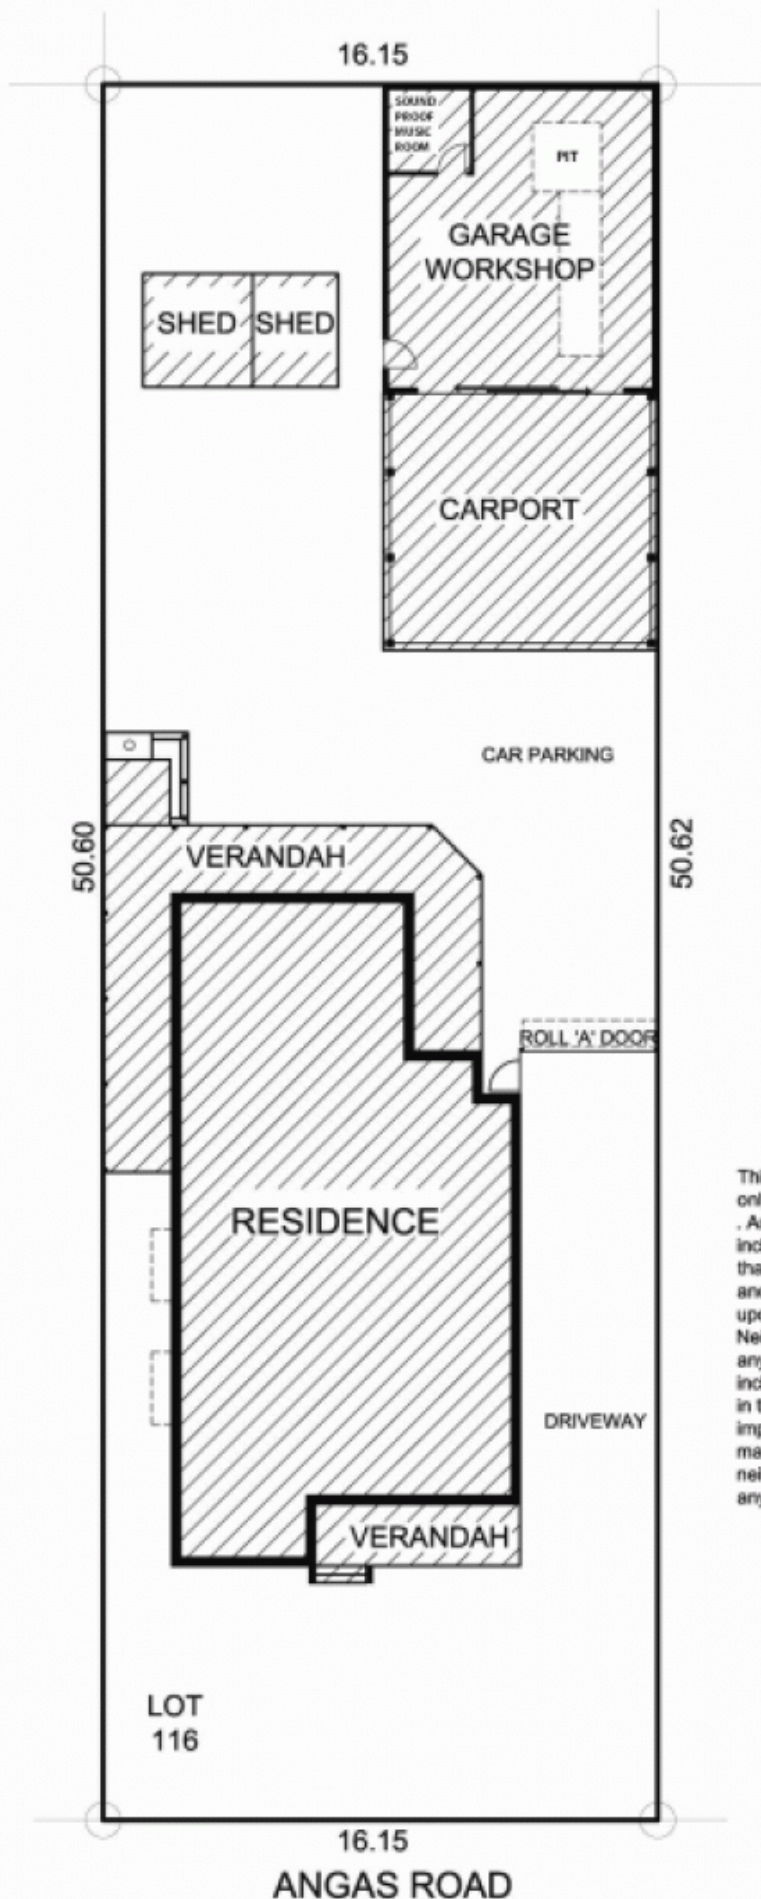 16.15
SOUND
PROOF
MUSIC
ROOM
PIT
GARAGE
WORKSHOP
SHED SHED
CARPORT
CAR PARKING
50.60
VERANDAH
50.62
ROLL 'A' DOOR
RESIDENCE
DRIVEWAY
VERANDAH
LOT
116
16.15
ANGAS ROAD
in t